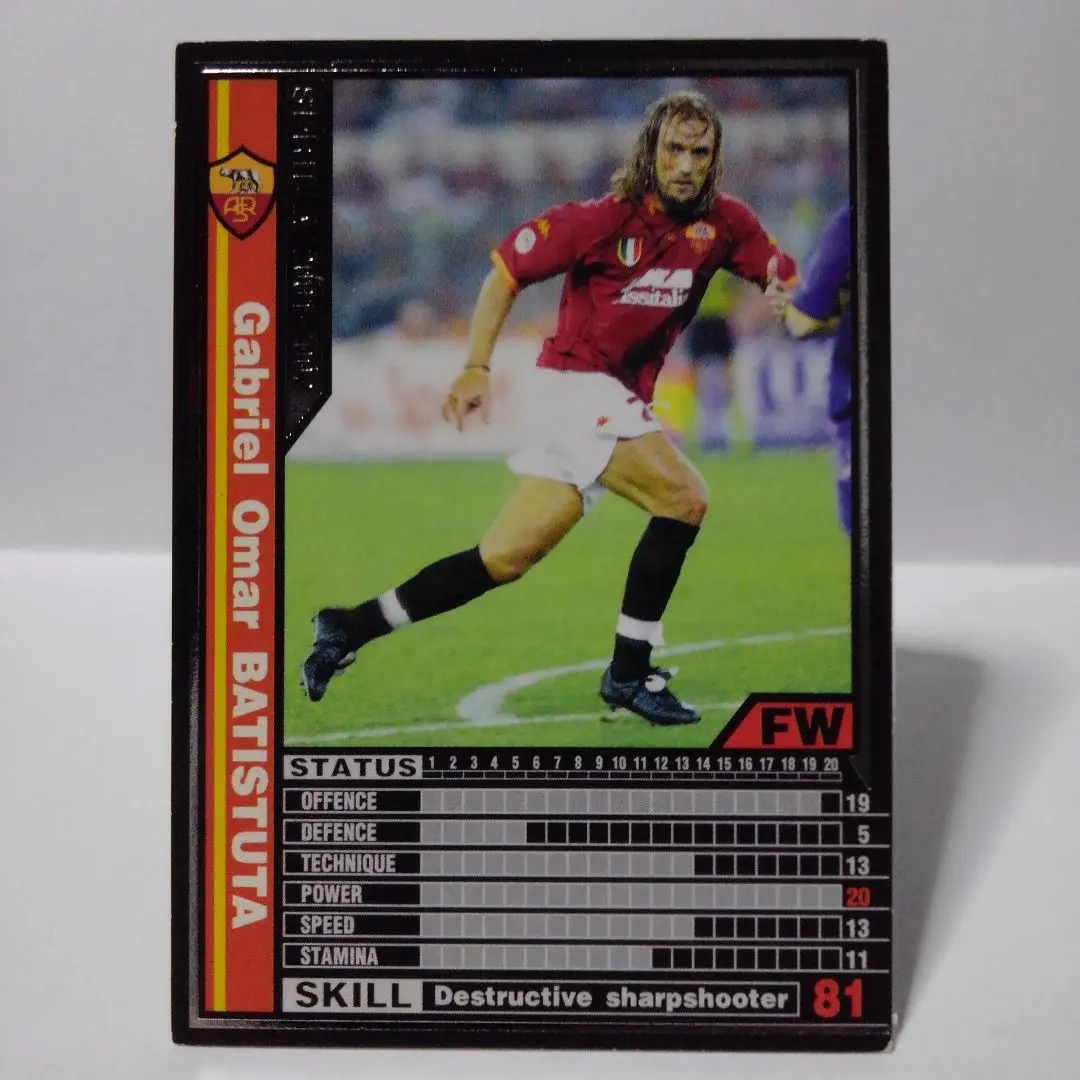 Gabriel Omar BATISTUTA
ASR
FW
STATUS 1 2 3 4 5 6 7 8 9 10 11 12 13 14 15 16 17 18 19 20
OFFENCE 19
DEFENCE 5
TECHNIQUE 13
POWER 20
SPEED 13
STAMINA 11
SKILL Destructive sharpshooter 81